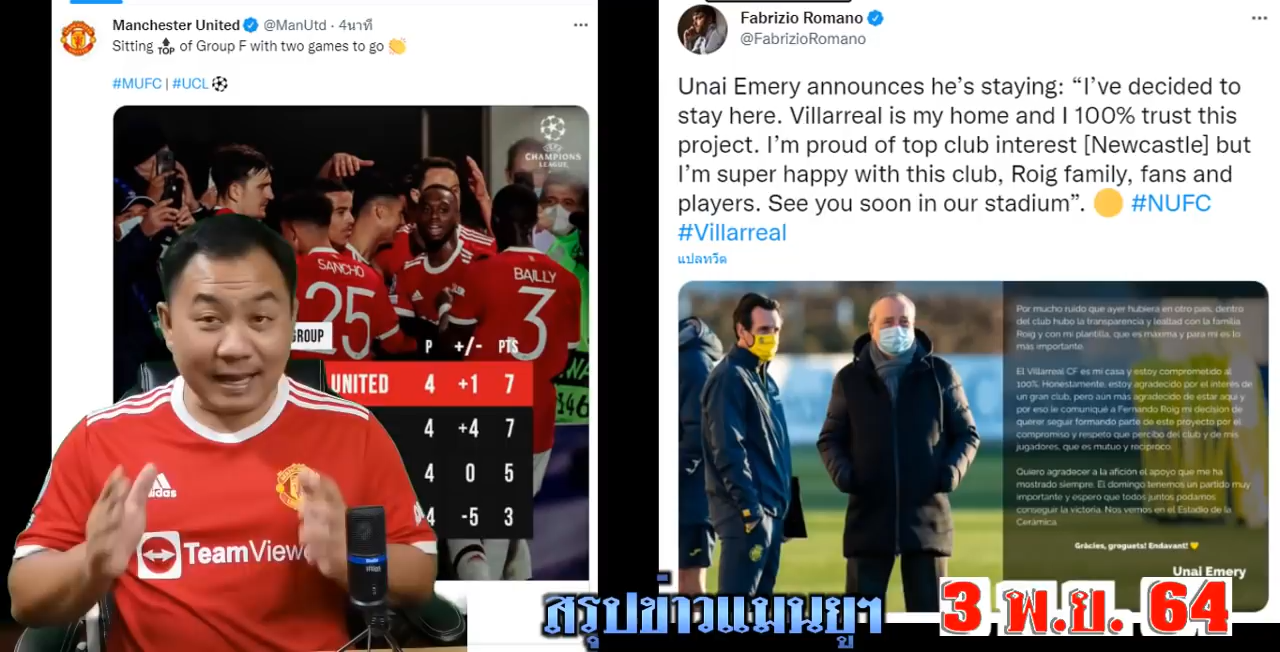 Manchester United @ManUtd · 4นาที
Sitting TOP of Group F with two games to go 👏
#MUFC | #UCL ⚽
CHAMPIONS
LEAGUE
SANCHO
25
BAILLY
3
GROUP
P +/- PTS
UNITED 4 +1 7
4 +4 7
4 0 5
4 -5 3
adidas
TeamView
Fabrizio Romano
@FabrizioRomano
Unai Emery announces he's staying: “I've decided to
stay here. Villarreal is my home and I 100% trust this
project. I'm proud of top club interest [Newcastle] but
I'm super happy with this club, Roig family, fans and
players. See you soon in our stadium”. 🟡 #NUFC
#Villarreal
แปลทวีต
Por mucho ruido que ayer hubiera en otro país, dentro
del club hubo la transparencia y lealtad con la familia
Roig y con mi plantilla, que es máxima y para mí es lo
más importante.
El Villarreal CF es mi casa y estoy comprometido al
100%. Honestamente, estoy agradecido por el interés de
un gran club, pero aún más agradecido de estar aquí y
por eso le comuniqué a Fernando Roig mi decisión de
querer seguir formando parte de este proyecto por el
compromiso y respeto que percibo del club y de mis
jugadores, que es mutuo y recíproco.
Quiero agradecer a la afición el apoyo que me ha
mostrado siempre. El domingo tenemos un partido muy
importante y espero que todos juntos podamos
conseguir la victoria. Nos vemos en el Estadio de la
Cerámica.
Gràcies, groguets! Endavant! 💛
Unai Emery
สรุปข่าวแมนยูฯ 3 พ.ย. 64